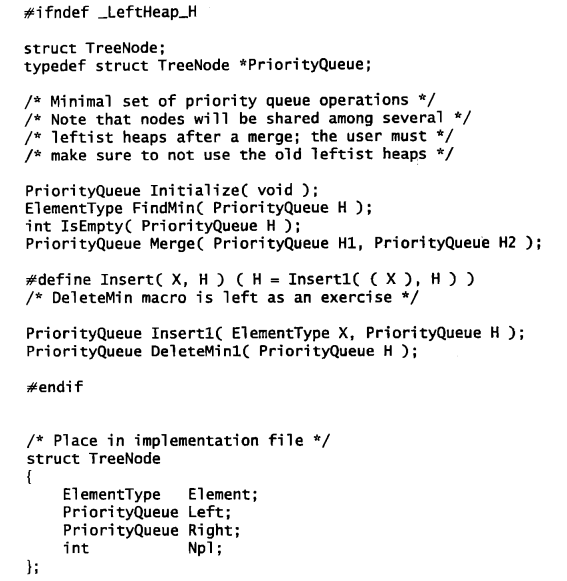 #ifndef _LeftHeap_H
struct TreeNode;
typedef struct TreeNode *PriorityQueue;
/* Minimal set of priority queue operations */
/* Note that nodes will be shared among several */
/* leftist heaps after a merge; the user must */
/* make sure to not use the old leftist heaps */
PriorityQueue Initialize( void );
ElementType FindMin( PriorityQueue H );
int IsEmpty( PriorityQueue H );
PriorityQueue Merge( PriorityQueue H1, PriorityQueue H2 );
#define Insert( X, H ) ( H = Insert1( ( X ), H ) )
/* DeleteMin macro is left as an exercise */
PriorityQueue Insert1( ElementType X, PriorityQueue H );
PriorityQueue DeleteMin1( PriorityQueue H );
#endif
/* Place in implementation file */
struct TreeNode
{
    ElementType   Element;
    PriorityQueue Left;
    PriorityQueue Right;
    int           Npl;
};